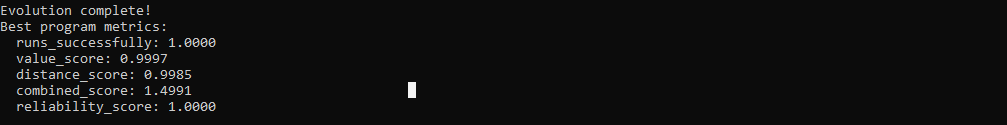 Evolution complete!
Best program metrics:
  runs_successfully: 1.0000
  value_score: 0.9997
  distance_score: 0.9985
  combined_score: 1.4991
  reliability_score: 1.0000